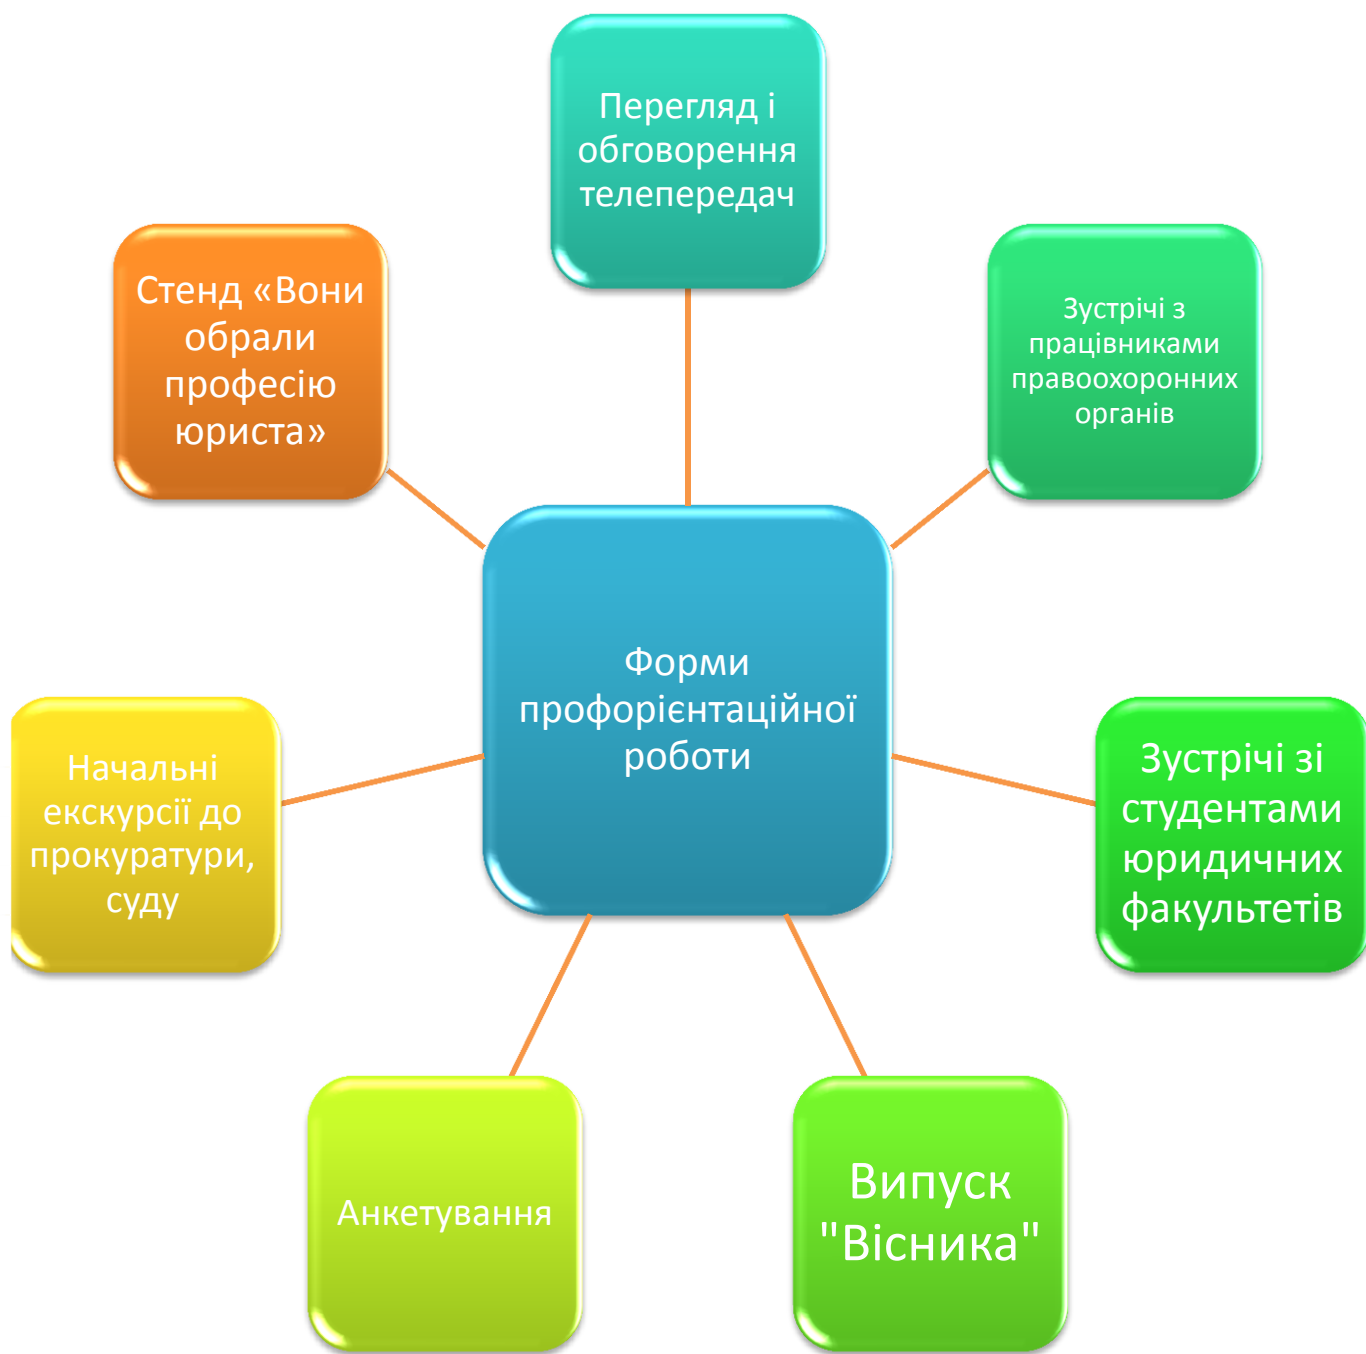 Перегляд і
обговорення
телепередач
Стенд «Вони
обрали
професію
юриста»
Зустрічі з
працівниками
правоохоронних
органів
Форми
профорієнтаційної
роботи
Начальні
екскурсії до
прокуратури,
суду
Зустрічі зі
студентами
юридичних
факультетів
Анкетування
Випуск
"Вісника"